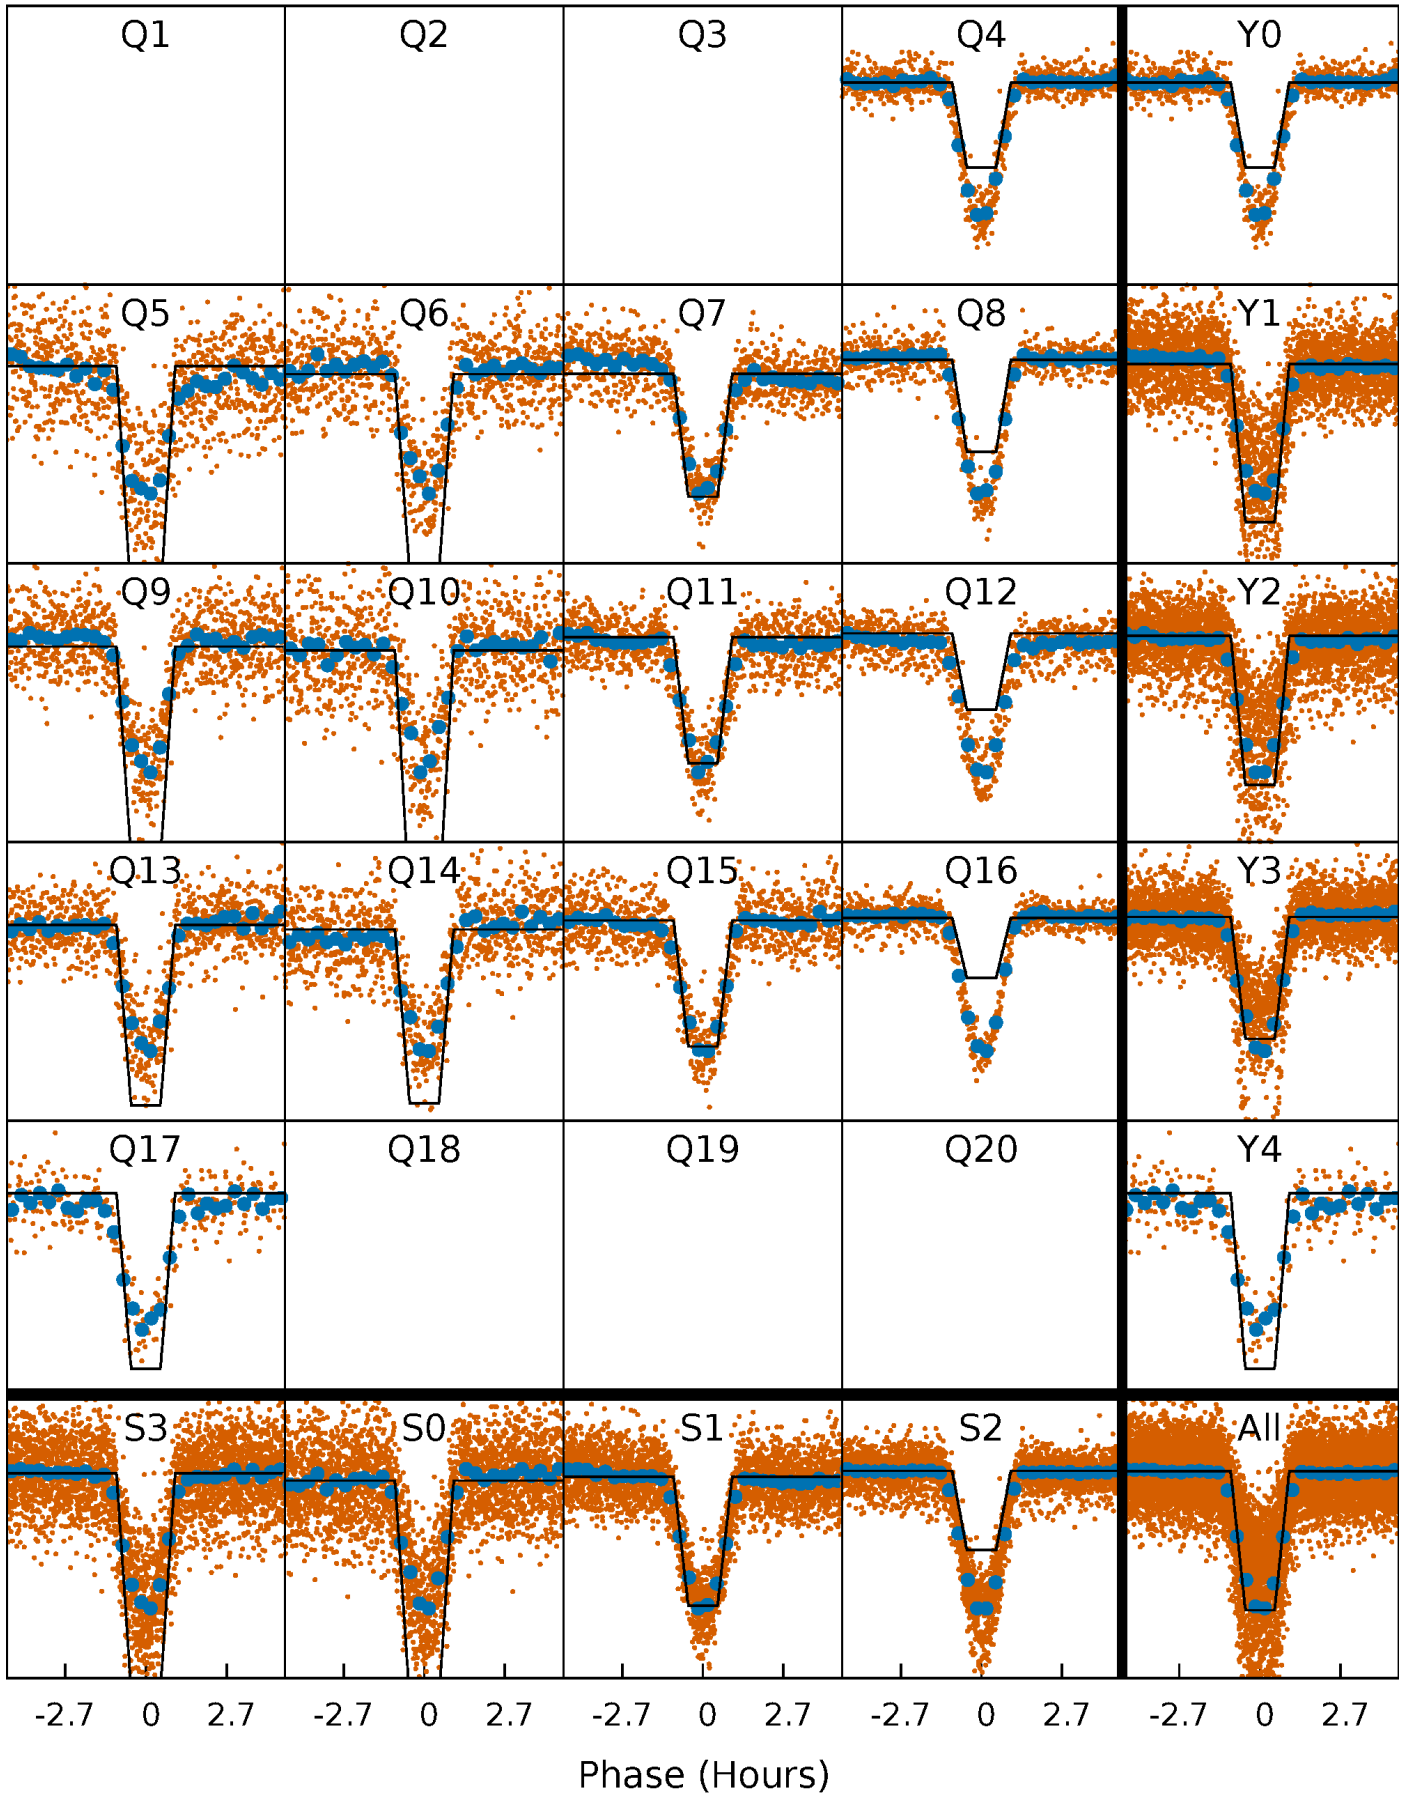 Q1 Q2 Q3 Q4 Y0
Q5 Q6 Q7 Q8 Y1
Q9 Q10 Q11 Q12 Y2
Q13 Q14 Q15 Q16 Y3
Q17 Q18 Q19 Q20 Y4
S3 S0 S1 S2 All
-2.7 0 2.7 -2.7 0 2.7 -2.7 0 2.7 -2.7 0 2.7 -2.7 0 2.7
Phase (Hours)